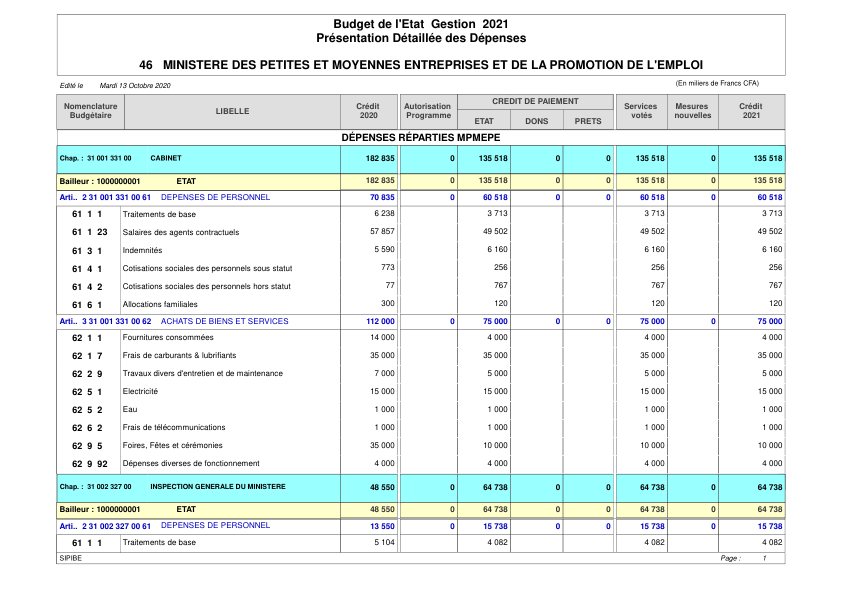 Budget de l'Etat Gestion 2021
Présentation Détaillée des Dépenses
46 MINISTERE DES PETITES ET MOYENNES ENTREPRISES ET DE LA PROMOTION DE L'EMPLOI
Edité le Mardi 13 Octobre 2020 (En miliers de Francs CFA)
Nomenclature Budgétaire LIBELLE Crédit 2020 Autorisation Programme CREDIT DE PAIEMENT ETAT DONS PRETS Services votés Mesures nouvelles Crédit 2021
DÉPENSES RÉPARTIES MPMEPE
Chap. : 31 001 331 00 CABINET 182 835 0 135 518 0 0 135 518 0 135 518
Bailleur : 1000000001 ETAT 182 835 0 135 518 0 0 135 518 0 135 518
Arti.. 2 31 001 331 00 61 DEPENSES DE PERSONNEL 70 835 0 60 518 0 0 60 518 0 60 518
61 1 1 Traitements de base 6 238 3 713 3 713 3 713
61 1 23 Salaires des agents contractuels 57 857 49 502 49 502 49 502
61 3 1 Indemnités 5 590 6 160 6 160 6 160
61 4 1 Cotisations sociales des personnels sous statut 773 256 256 256
61 4 2 Cotisations sociales des personnels hors statut 77 767 767 767
61 6 1 Allocations familiales 300 120 120 120
Arti.. 3 31 001 331 00 62 ACHATS DE BIENS ET SERVICES 112 000 0 75 000 0 0 75 000 0 75 000
62 1 1 Fournitures consommées 14 000 4 000 4 000 4 000
62 1 7 Frais de carburants & lubrifiants 35 000 35 000 35 000 35 000
62 2 9 Travaux divers d'entretien et de maintenance 7 000 5 000 5 000 5 000
62 5 1 Electricité 15 000 15 000 15 000 15 000
62 5 2 Eau 1 000 1 000 1 000 1 000
62 6 2 Frais de télécommunications 1 000 1 000 1 000 1 000
62 9 5 Foires, Fêtes et cérémonies 35 000 10 000 10 000 10 000
62 9 92 Dépenses diverses de fonctionnement 4 000 4 000 4 000 4 000
Chap. : 31 002 327 00 INSPECTION GENERALE DU MINISTERE 48 550 0 64 738 0 0 64 738 0 64 738
Bailleur : 1000000001 ETAT 48 550 0 64 738 0 0 64 738 0 64 738
Arti.. 2 31 002 327 00 61 DEPENSES DE PERSONNEL 13 550 0 15 738 0 0 15 738 0 15 738
61 1 1 Traitements de base 5 104 4 082 4 082 4 082
SIPIBE Page : 1